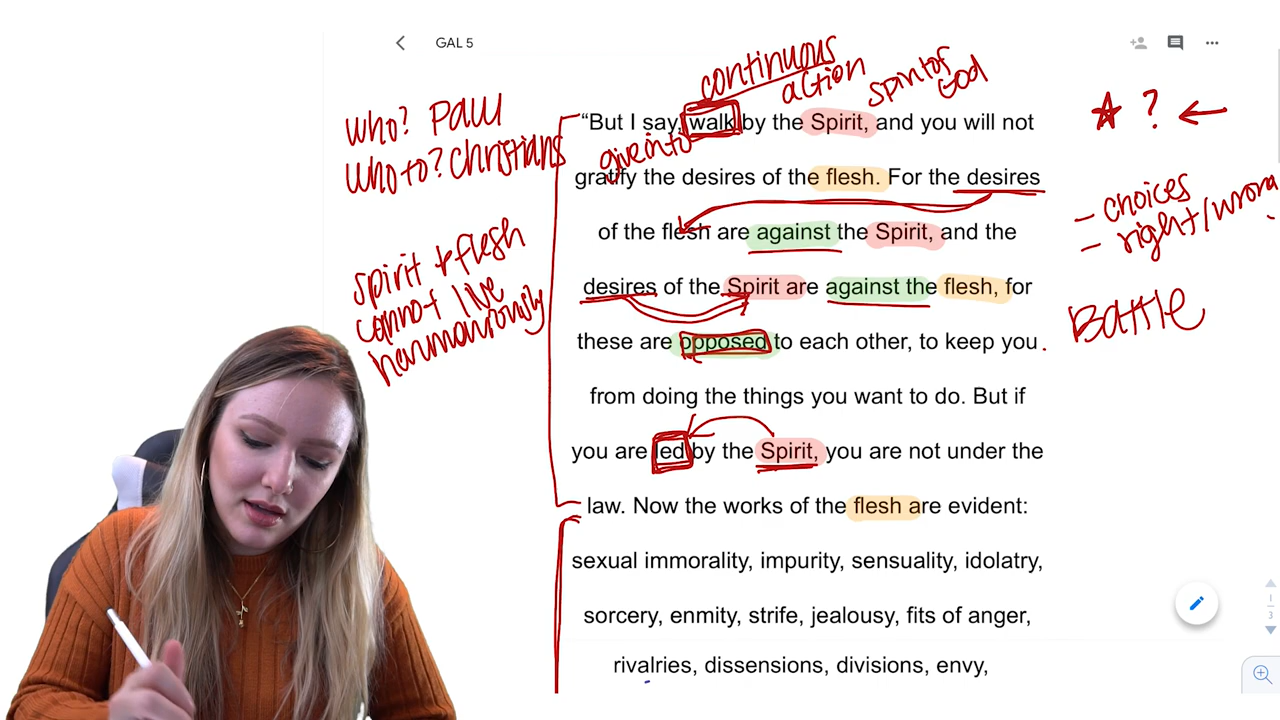 GAL 5
continuous
action
spirit of
God
who? Paul
who to? Christians
"But I say, walk by the Spirit, and you will not
give in to
gratify the desires of the flesh. For the desires
of the flesh are against the Spirit, and the
desires of the Spirit are against the flesh, for
these are opposed to each other, to keep you
from doing the things you want to do. But if
you are led by the Spirit, you are not under the
law. Now the works of the flesh are evident:
sexual immorality, impurity, sensuality, idolatry,
sorcery, enmity, strife, jealousy, fits of anger,
rivalries, dissensions, divisions, envy,
spirit + flesh
cannot live
harmoniously
?
- choices
- right/wrong
Battle
1
3